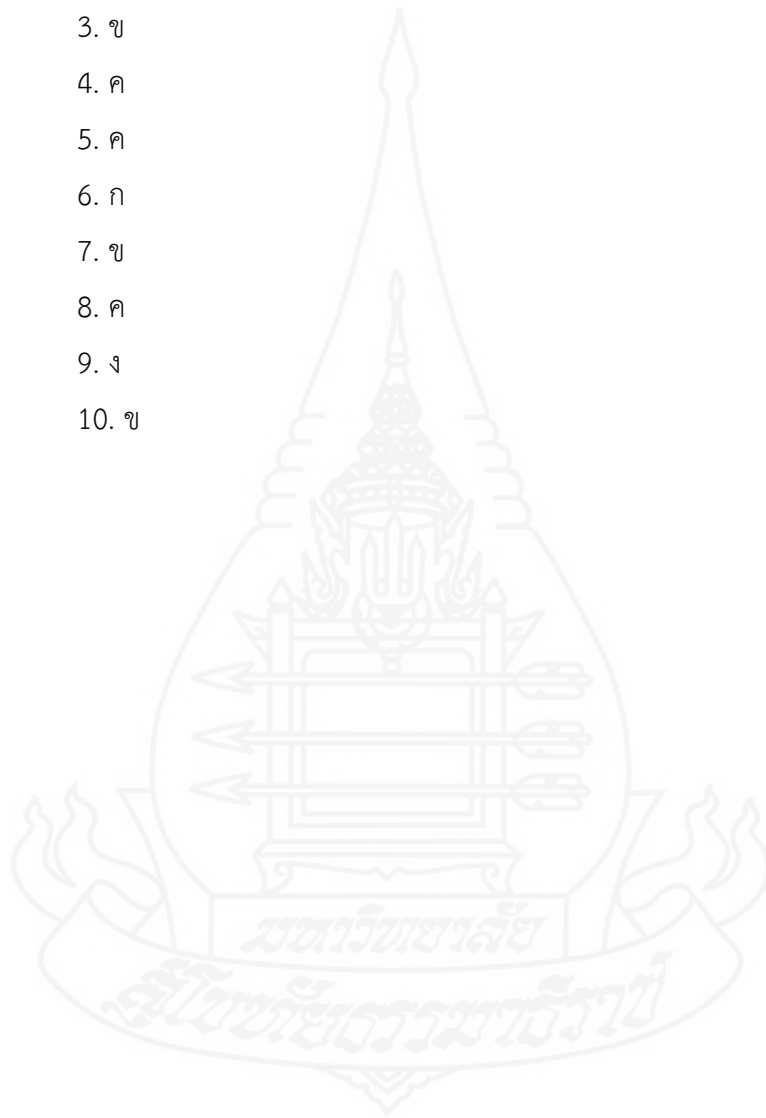 3. ข
4. ค
5. ค
6. ก
7. ข
8. ค
9. ง
10. ข
มหาวิทยาลัย
สุโขทัยธรรมาธิราช